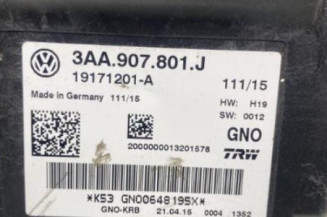 3AA.907.801.J
19171201-A
111/15
Made in Germany 111/15
HW: H19
SW: 0012
GNO
2000000013201578
TRW
*K53 GNO0648195X*
GNO-KRB 21.04.15 0004 1352